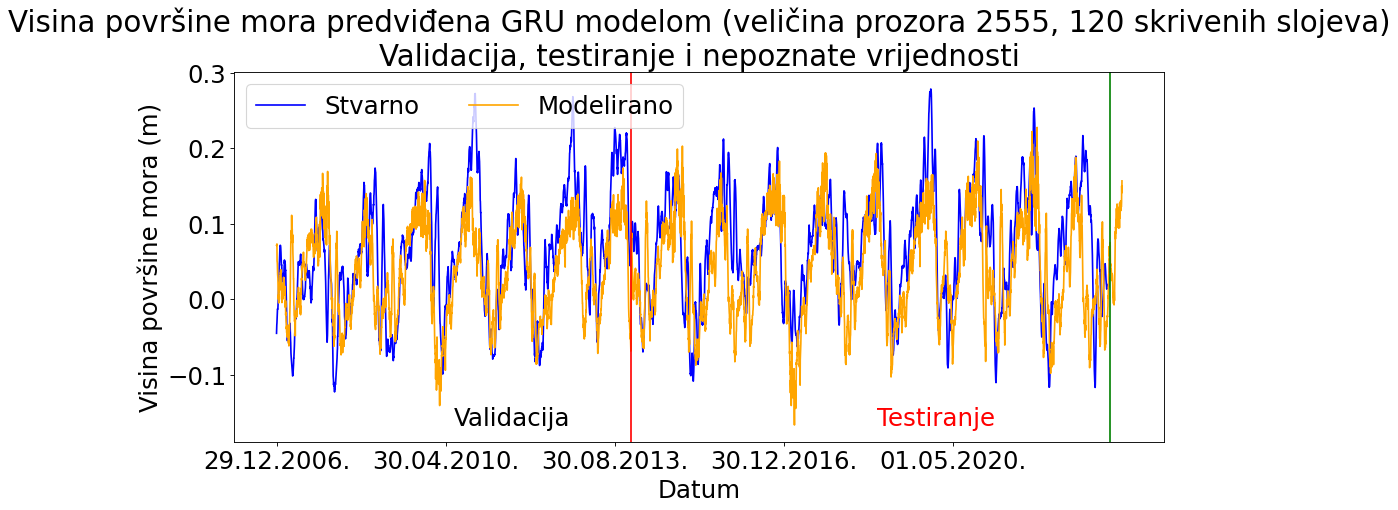 Visina površine mora predviđena GRU modelom (veličina prozora 2555, 120 skrivenih slojeva)
Validacija, testiranje i nepoznate vrijednosti
Stvarno
Modelirano
Visina površine mora (m)
0.3
0.2
0.1
0.0
−0.1
Validacija
Testiranje
29.12.2006.
30.04.2010.
30.08.2013.
30.12.2016.
01.05.2020.
Datum